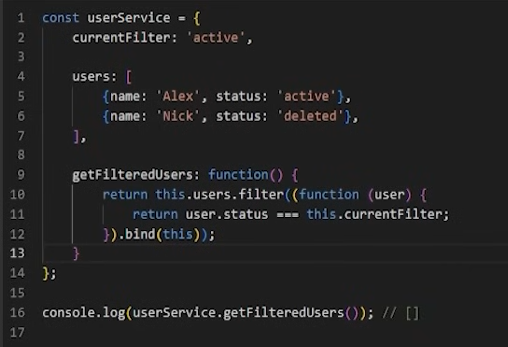 1 const userService = {
2 currentFilter: 'active',
3
4 users: [
5 {name: 'Alex', status: 'active'},
6 {name: 'Nick', status: 'deleted'},
7 ],
8
9 getFilteredUsers: function() {
10 return this.users.filter((function (user) {
11 return user.status === this.currentFilter;
12 }).bind(this));
13 }
14 };
15
16 console.log(userService.getFilteredUsers()); // []
17